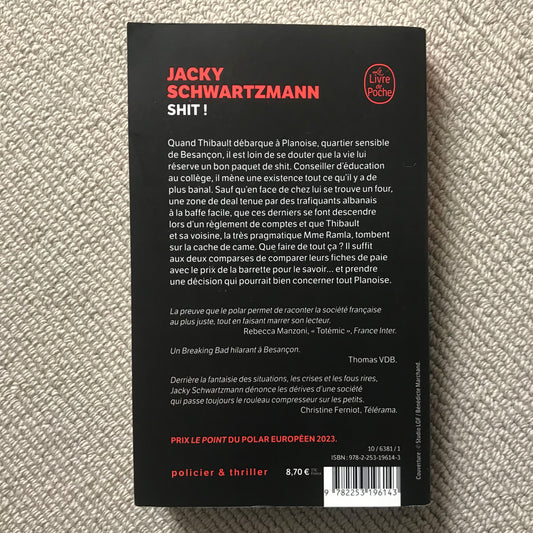 JACKY
SCHWARTZMANN
SHIT !
Le
Livre
de
Poche
Quand Thibault débarque à Planoise, quartier sensible
de Besançon, il est loin de se douter que la vie lui
réserve un bon paquet de shit. Conseiller d'éducation
au collège, il mène une existence tout ce qu'il y a de
plus banal. Sauf qu'en face de chez lui se trouve un four,
une zone de deal tenue par des trafiquants albanais
à la baffe facile, que ces derniers se font descendre
lors d'un règlement de comptes et que Thibault
et sa voisine, la très pragmatique Mme Ramla, tombent
sur la cache de came. Que faire de tout ça ? Il suffit
aux deux comparses de comparer leurs fiches de paie
avec le prix de la barrette pour le savoir... et prendre
une décision qui pourrait bien concerner tout Planoise.
La preuve que le polar permet de raconter la société française
au plus juste, tout en faisant marrer son lecteur.
Rebecca Manzoni, « Totémic », France Inter.
Un Breaking Bad hilarant à Besançon.
Thomas VDB.
Derrière la fantaisie des situations, les crises et les fous rires,
Jacky Schwartzmann dénonce les dérives d'une société
qui passe toujours le rouleau compresseur sur les petits.
Christine Ferniot, Télérama.
PRIX LE POINT DU POLAR EUROPÉEN 2023.
10 / 6381 / 1
ISBN : 978-2-253-19614-3
policier & thriller
8,70 €
9 782253 196143
Couverture : © Studio LGF / Bénédicte Marchand.